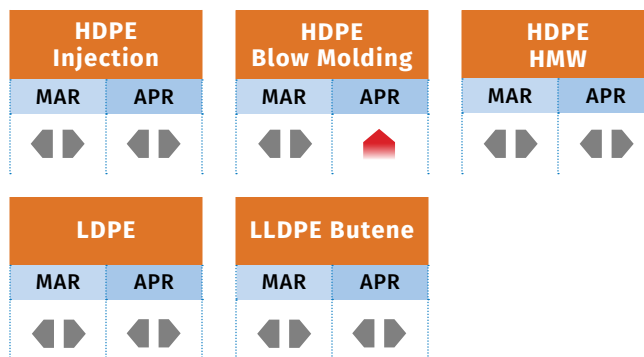 HDPE
Injection
MAR APR
HDPE
Blow Molding
MAR APR
HDPE
HMW
MAR APR
LDPE
MAR APR
LLDPE Butene
MAR APR